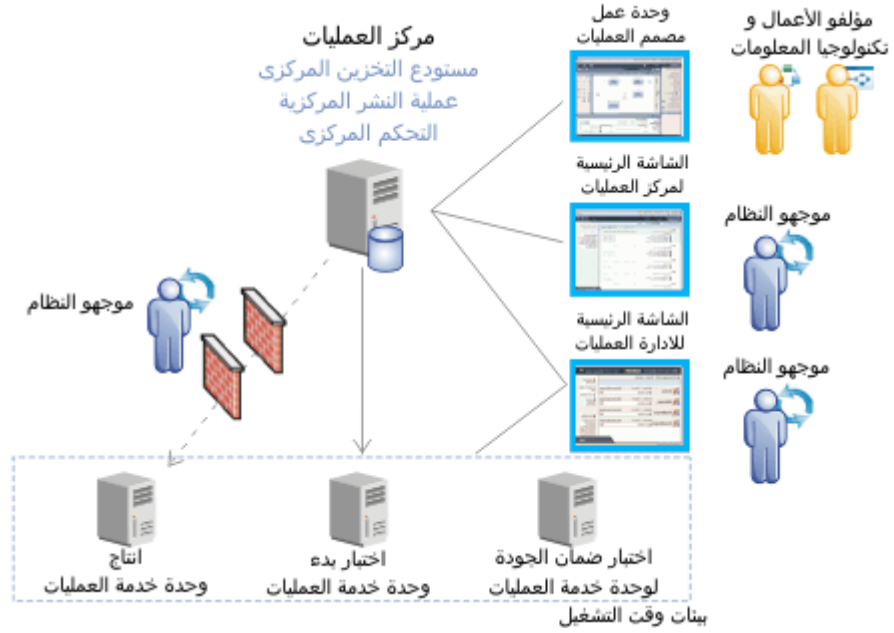 مؤلفو الأعمال و
تكنولوجيا المعلومات
وحدة عمل
مصمم العمليات
مركز العمليات
مستودع التخزين المركزى
عملية النشر المركزية
التحكم المركزى
الشاشة الرئيسية
لمركز العمليات
موجهو النظام
موجهو النظام
الشاشة الرئيسية
للادارة العمليات
موجهو النظام
اختبار ضمان الجودة
لوحدة خدمة العمليات
اختبار بدء
وحدة خدمة العمليات
انتاج
وحدة خدمة العمليات
بيئات وقت التشغيل